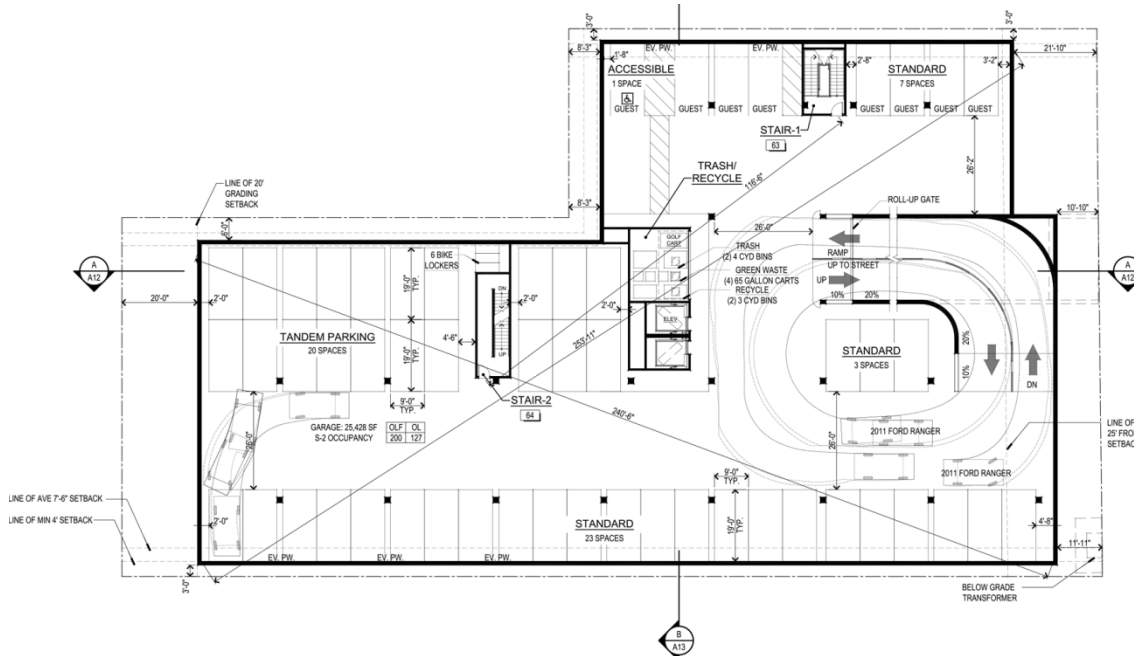 3'-0"
3'-0"
8'-3"
EV. PW.
EV. PW.
21'-10"
1'-8"
ACCESSIBLE
1 SPACE
2'-8"
STANDARD
7 SPACES
3'-2"
GUEST
GUEST
GUEST
GUEST
GUEST
GUEST
GUEST
GUEST
STAIR-1
63
116'-6"
26'-2"
TRASH/
RECYCLE
LINE OF 20'
GRADING
SETBACK
8'-3"
10'-10"
ROLL-UP GATE
26'-0"
6 BIKE
LOCKERS
GOLF
CART
TRASH
(2) 4 CYD BINS
GREEN WASTE
(4) 65 GALLON CARTS
RECYCLE
(2) 3 CYD BINS
RAMP
UP TO STREET
UP
10%
20%
A
A12
A
A12
20'-0"
2'-0"
19'-0"
TYP.
DN
2'-0"
2'-0"
ELEV.
TANDEM PARKING
20 SPACES
4'-6"
253'-11"
19'-0"
TYP.
UP
STANDARD
3 SPACES
20%
10%
DN
9'-0"
TYP.
STAIR-2
64
240'-6"
GARAGE: 25,428 SF
S-2 OCCUPANCY
OLF
OL
200
127
26'-0"
26'-0"
2011 FORD RANGER
2011 FORD RANGER
LINE OF
25' FRO
SETBAC
9'-0"
TYP.
LINE OF AVE 7'-6" SETBACK
LINE OF MIN 4' SETBACK
2'-0"
STANDARD
23 SPACES
19'-0"
TYP.
4'-8"
EV. PW.
EV. PW.
EV. PW.
11'-11"
3'-0"
BELOW GRADE
TRANSFORMER
B
A13